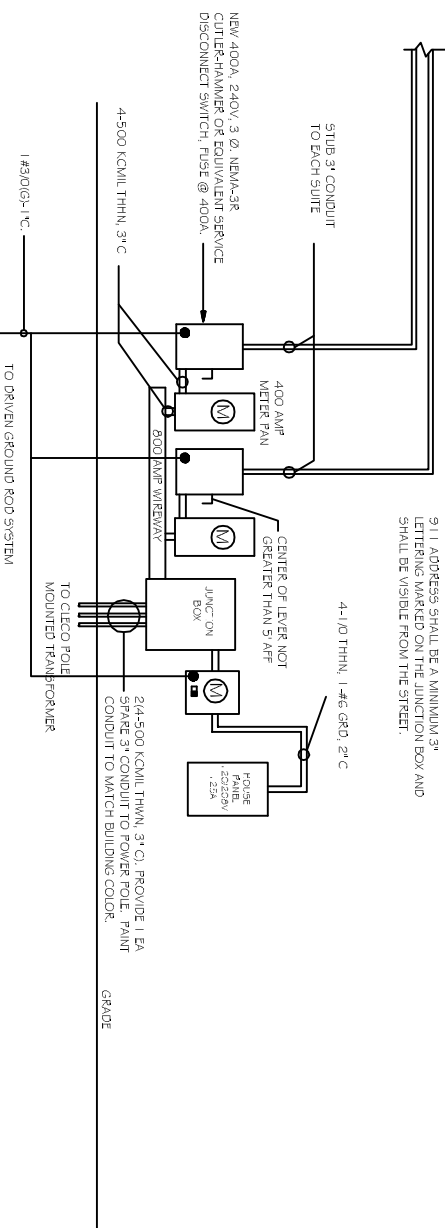 911 ADDRESS SHALL BE A MINIMUM 3"
LETTERING MARKED ON THE JUNCTION BOX AND
SHALL BE VISIBLE FROM THE STREET.
STUB 3" CONDUIT
TO EACH SUITE
NEW 400A, 240V, 3 Ø. NEMA-3R
CUTLER-HAMMER OR EQUIVALENT SERVICE
DISCONNECT SWITCH, FUSE @ 400A.
4-1/0 THHN, 1-#6 GRD, 2" C
400 AMP
METER PAN
CENTER OF LEVER NOT
GREATER THAN 5' AFF
HOUSE
PANEL
120/208V
125A
M
M
M
4-500 KCMIL THHN, 3" C
800 AMP WIREWAY
JUNCTION
BOX
2(4-500 KCMIL THWN, 3" C). PROVIDE 1 EA
SPARE 3" CONDUIT TO POWER POLE. PAINT
CONDUIT TO MATCH BUILDING COLOR.
GRADE
TO CLECO POLE
MOUNTED TRANSFORMER
1#3/0(G)-1"C.
TO DRIVEN GROUND ROD SYSTEM